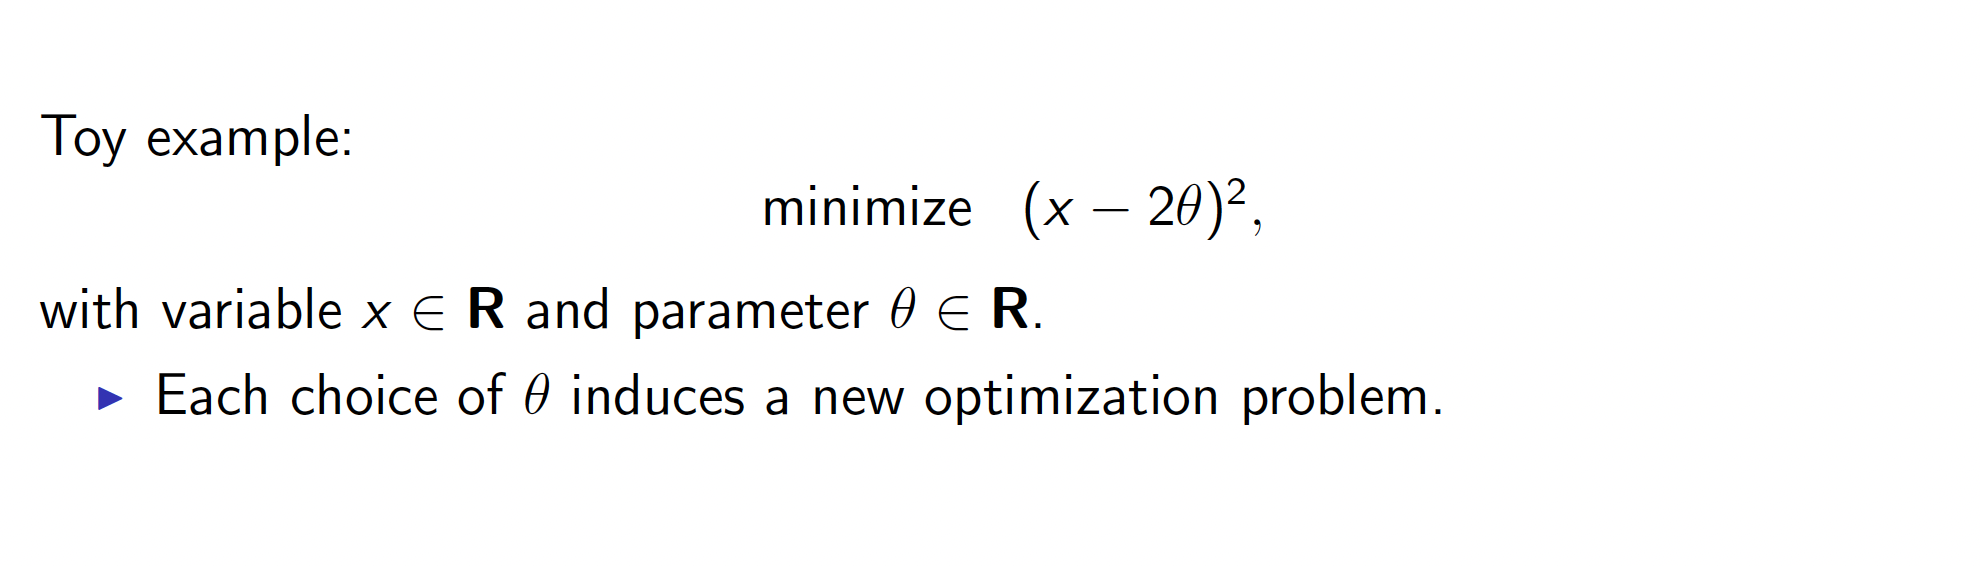 Toy example:
minimize (x − 2θ)²,
with variable x ∈ R and parameter θ ∈ R.
▶ Each choice of θ induces a new optimization problem.